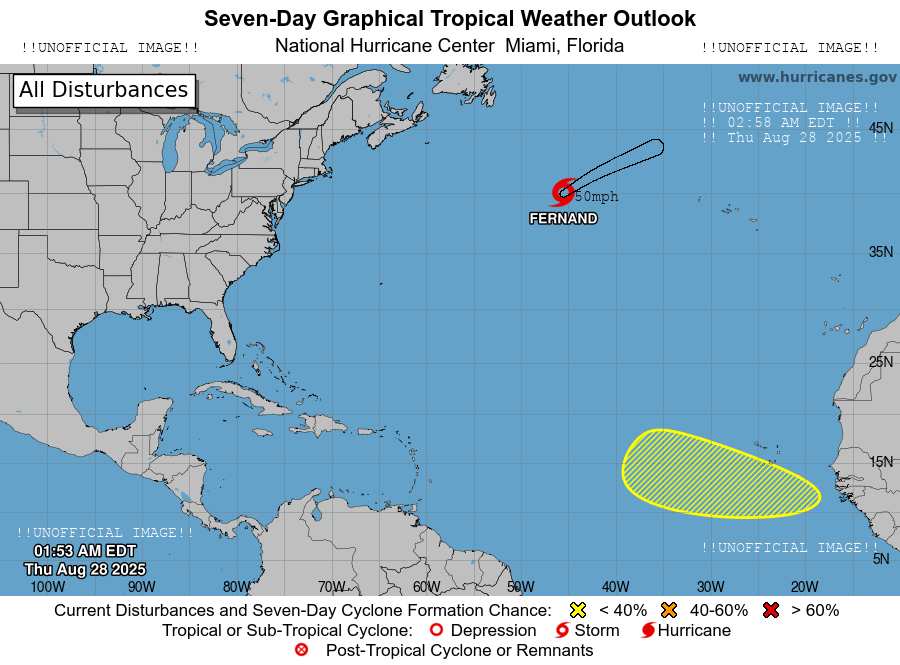 Seven-Day Graphical Tropical Weather Outlook
!!UNOFFICIAL IMAGE!! National Hurricane Center Miami, Florida !!UNOFFICIAL IMAGE!!
All Disturbances
www.hurricanes.gov
!!UNOFFICIAL IMAGE!!
!! 02:58 AM EDT !!
!! Thu Aug 28 2025 !!
45N
50mph
FERNAND
35N
25N
15N
!!UNOFFICIAL IMAGE!!
01:53 AM EDT
Thu Aug 28 2025
!!UNOFFICIAL IMAGE!!
5N
100W 90W 80W 70W 60W 50W 40W 30W 20W
Current Disturbances and Seven-Day Cyclone Formation Chance: < 40% 40-60% > 60%
Tropical or Sub-Tropical Cyclone: Depression Storm Hurricane
Post-Tropical Cyclone or Remnants